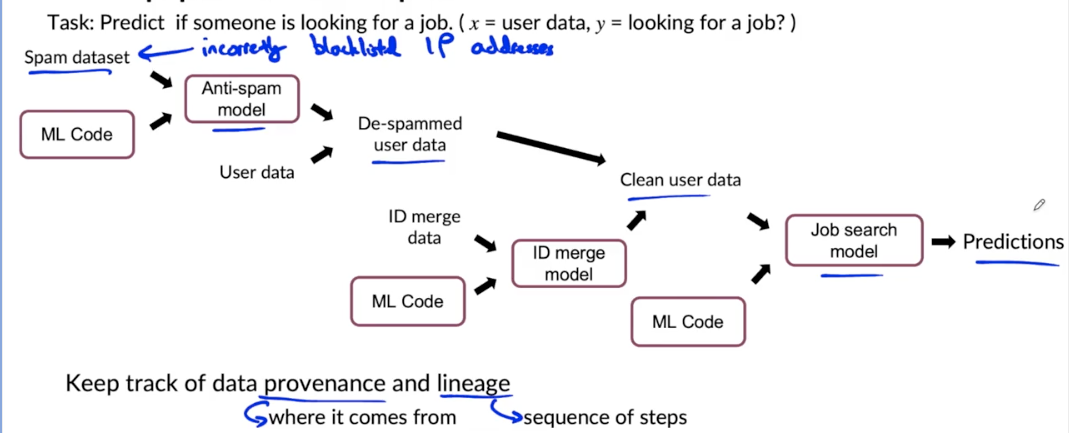 Task: Predict if someone is looking for a job. ( x = user data, y = looking for a job? )
Spam dataset
incorrectly blacklisted IP addresses
Anti-spam
model
ML Code
De-spammed
user data
User data
Clean user data
ID merge
data
ID merge
model
ML Code
Job search
model
Predictions
ML Code
Keep track of data provenance and lineage
where it comes from
sequence of steps